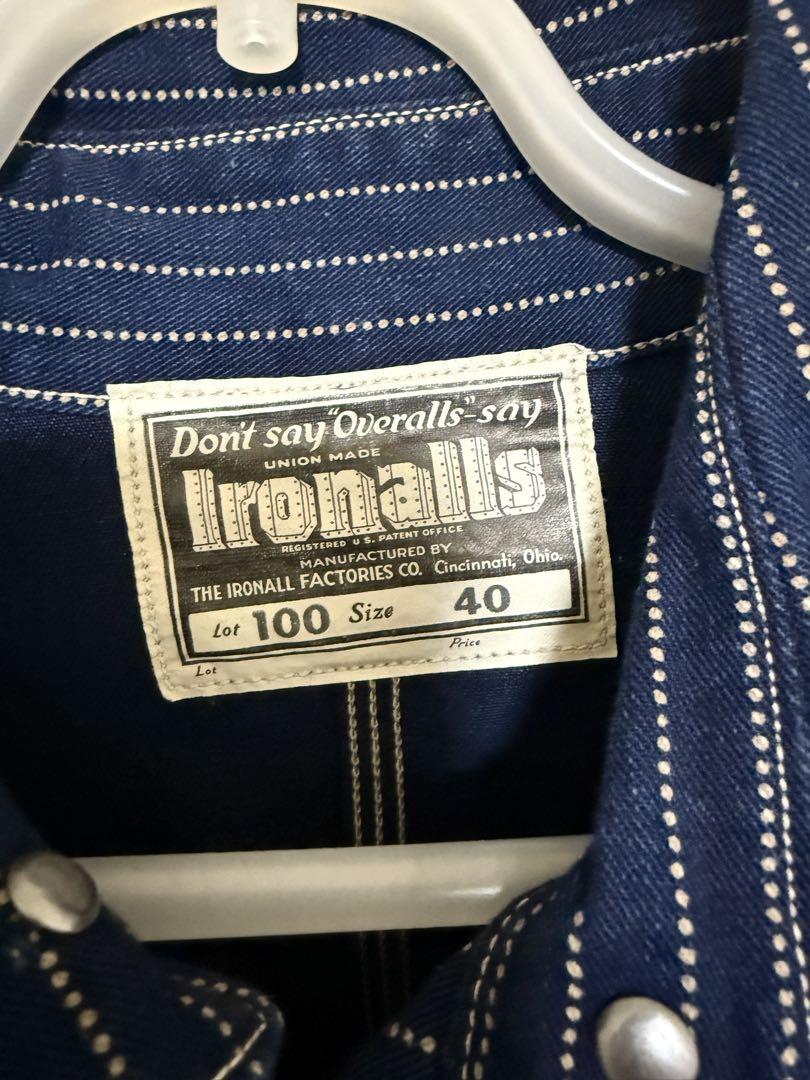 Don't say "Overalls"-say
UNION MADE
Ironalls
REGISTERED U.S. PATENT OFFICE
MANUFACTURED BY
THE IRONALL FACTORIES CO. Cincinnati, Ohio.
Lot 100 Size 40
Lot Price